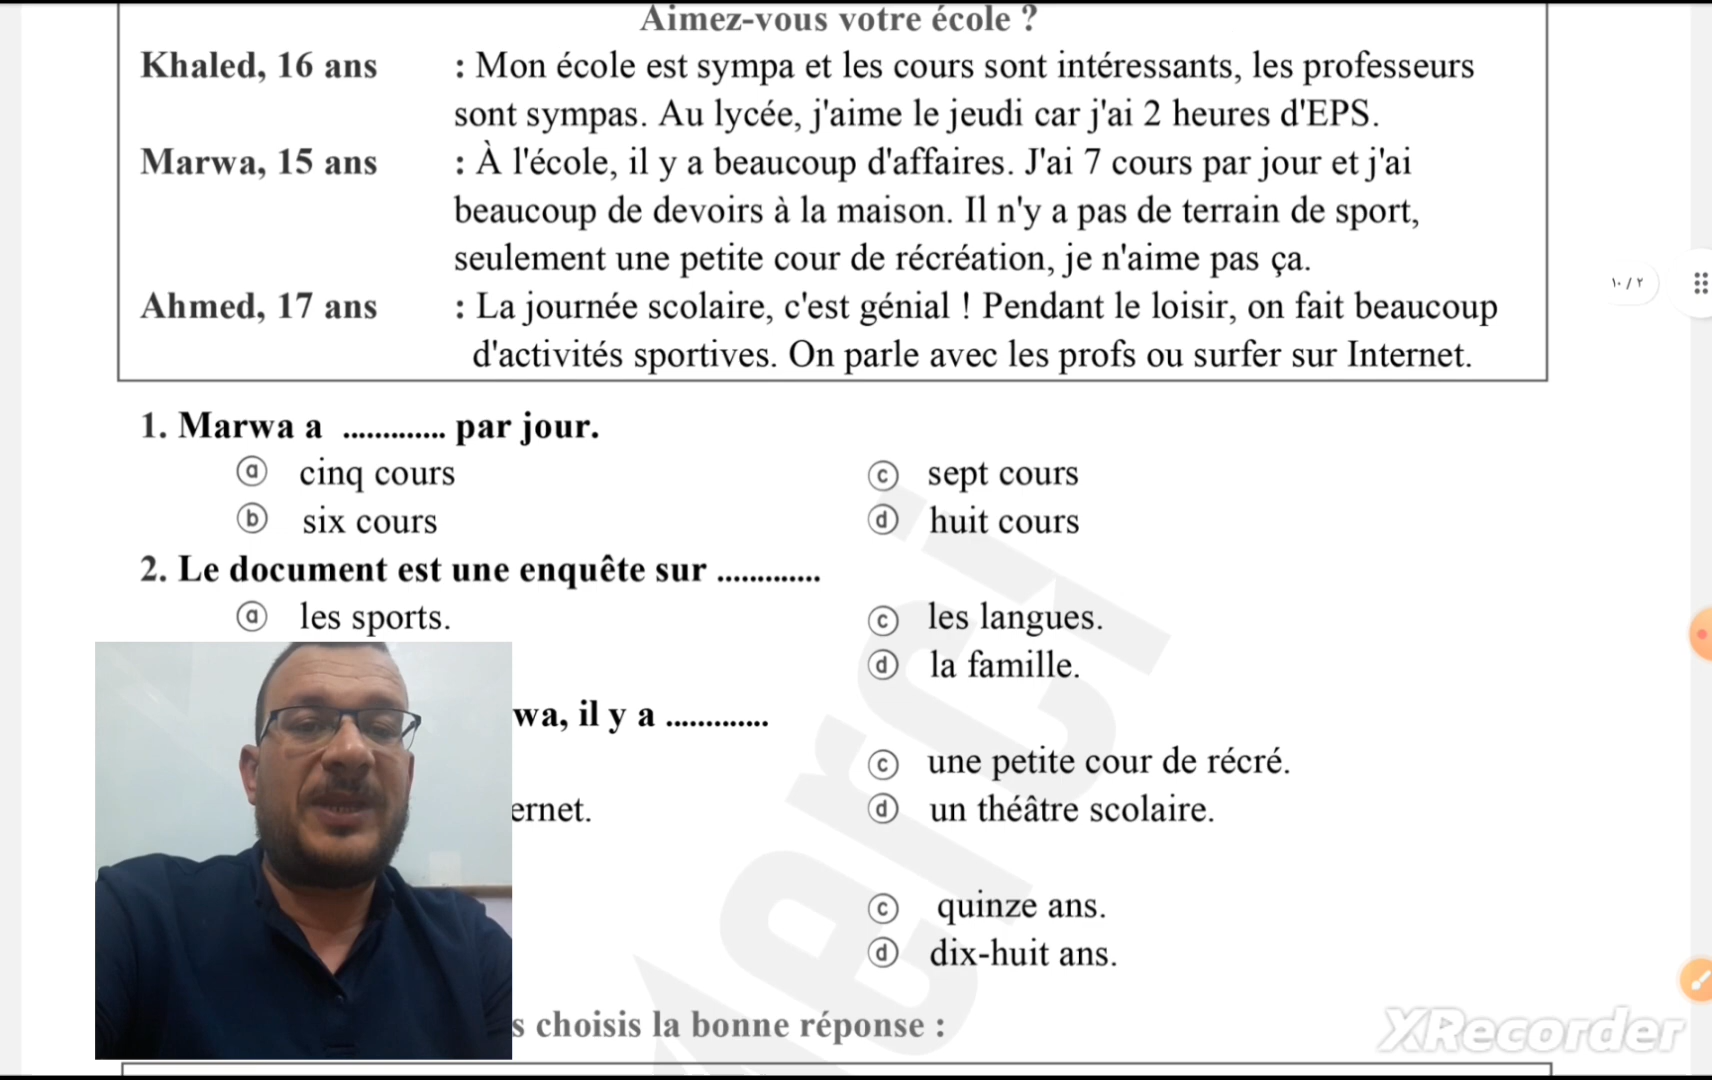 Aimez-vous votre école ?
Khaled, 16 ans : Mon école est sympa et les cours sont intéressants, les professeurs
sont sympas. Au lycée, j'aime le jeudi car j'ai 2 heures d'EPS.
Marwa, 15 ans : À l'école, il y a beaucoup d'affaires. J'ai 7 cours par jour et j'ai
beaucoup de devoirs à la maison. Il n'y a pas de terrain de sport,
seulement une petite cour de récréation, je n'aime pas ça.
Ahmed, 17 ans : La journée scolaire, c'est génial ! Pendant le loisir, on fait beaucoup
d'activités sportives. On parle avec les profs ou surfer sur Internet.
١٠ / ٢
1. Marwa a ............. par jour.
ⓐ cinq cours ⓒ sept cours
ⓑ six cours ⓓ huit cours
2. Le document est une enquête sur .............
ⓐ les sports. ⓒ les langues.
ⓓ la famille.
wa, il y a .............
ⓒ une petite cour de récré.
ernet. ⓓ un théâtre scolaire.
ⓒ quinze ans.
ⓓ dix-huit ans.
s choisis la bonne réponse :
Merci
XRecorder